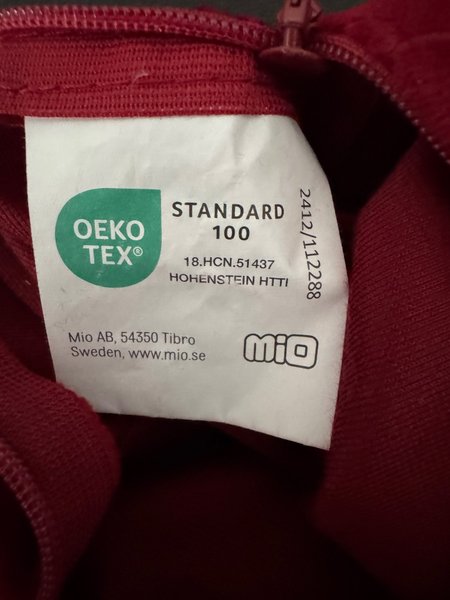 OEKO
TEX®
STANDARD
100
18.HCN.51437
HOHENSTEIN HTTI
2412/112288
Mio AB, 54350 Tibro
Sweden, www.mio.se
mio